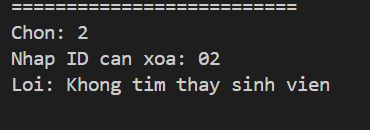 ==========================
Chon: 2
Nhap ID can xoa: 02
Loi: Khong tim thay sinh vien